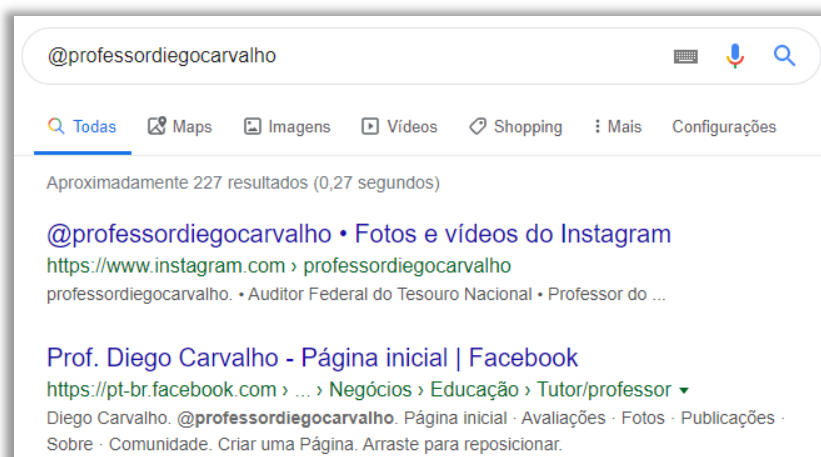 @professordiegocarvalho
Todas Maps Imagens Vídeos Shopping Mais Configurações
Aproximadamente 227 resultados (0,27 segundos)
@professordiegocarvalho • Fotos e vídeos do Instagram
https://www.instagram.com › professordiegocarvalho
professordiegocarvalho. • Auditor Federal do Tesouro Nacional • Professor do ...
Prof. Diego Carvalho - Página inicial | Facebook
https://pt-br.facebook.com › ... › Negócios › Educação › Tutor/professor
Diego Carvalho. @professordiegocarvalho. Página inicial · Avaliações · Fotos · Publicações ·
Sobre · Comunidade. Criar uma Página. Arraste para reposicionar.